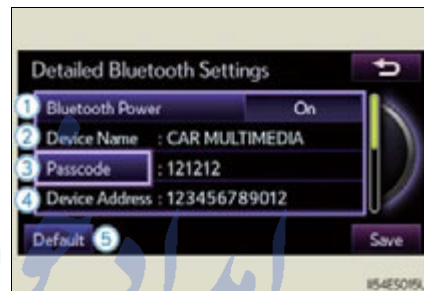 Detailed Bluetooth Settings
1 Bluetooth Power On
2 Device Name : CAR MULTIMEDIA
3 Passcode : 121212
4 Device Address : 123456789012
Default 5 Save
I154ES015L